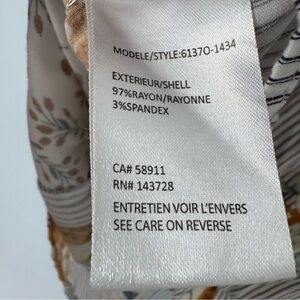 MODELE/STYLE:6137O-1434
EXTERIEUR/SHELL
97%RAYON/RAYONNE
3%SPANDEX
CA# 58911
RN# 143728
ENTRETIEN VOIR L'ENVERS
SEE CARE ON REVERSE